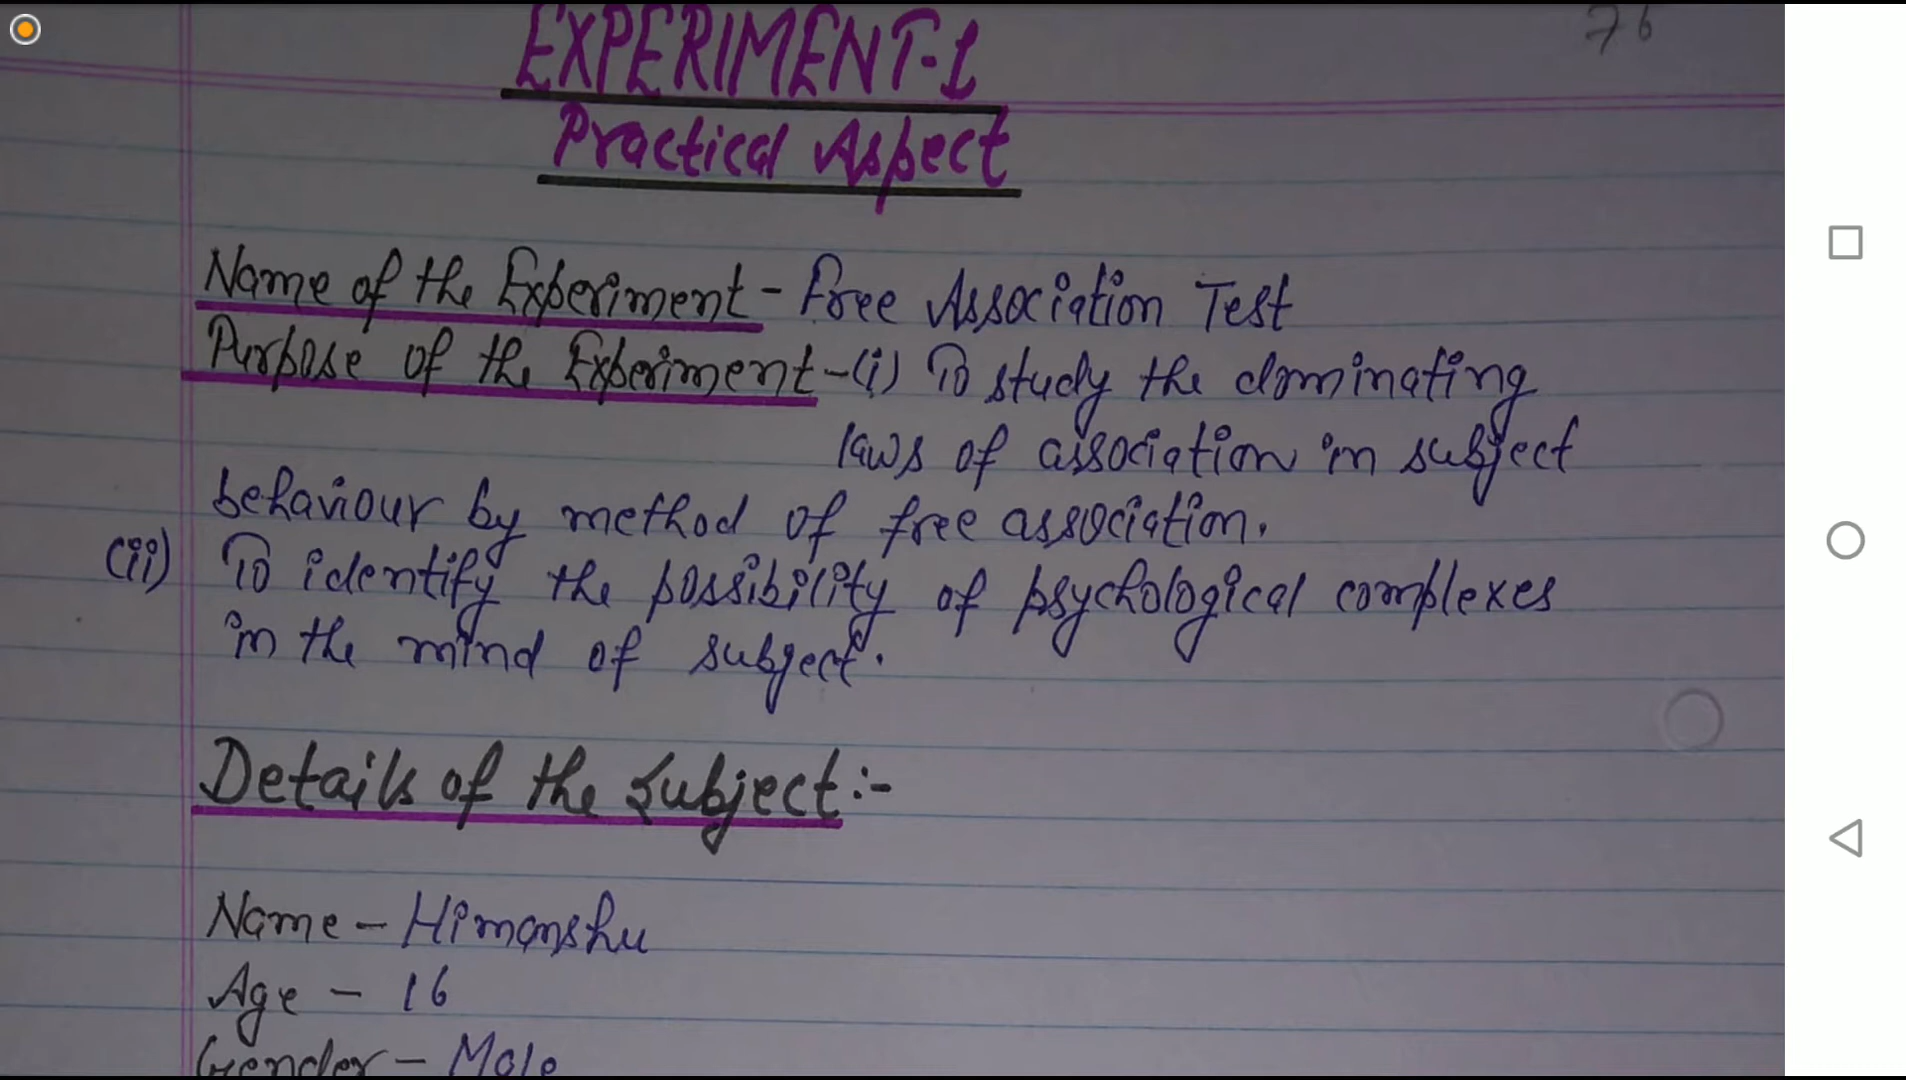 76
EXPERIMENT-1
Practical Aspect
Name of the Experiment - Free Association Test
Purpose of the Experiment - (i) To study the dominating
laws of association in subject
behaviour by method of free association.
(ii) To identify the possibility of psychological complexes
in the mind of subject.
Details of the Subject :-
Name - Himanshu
Age - 16
Gender - Male